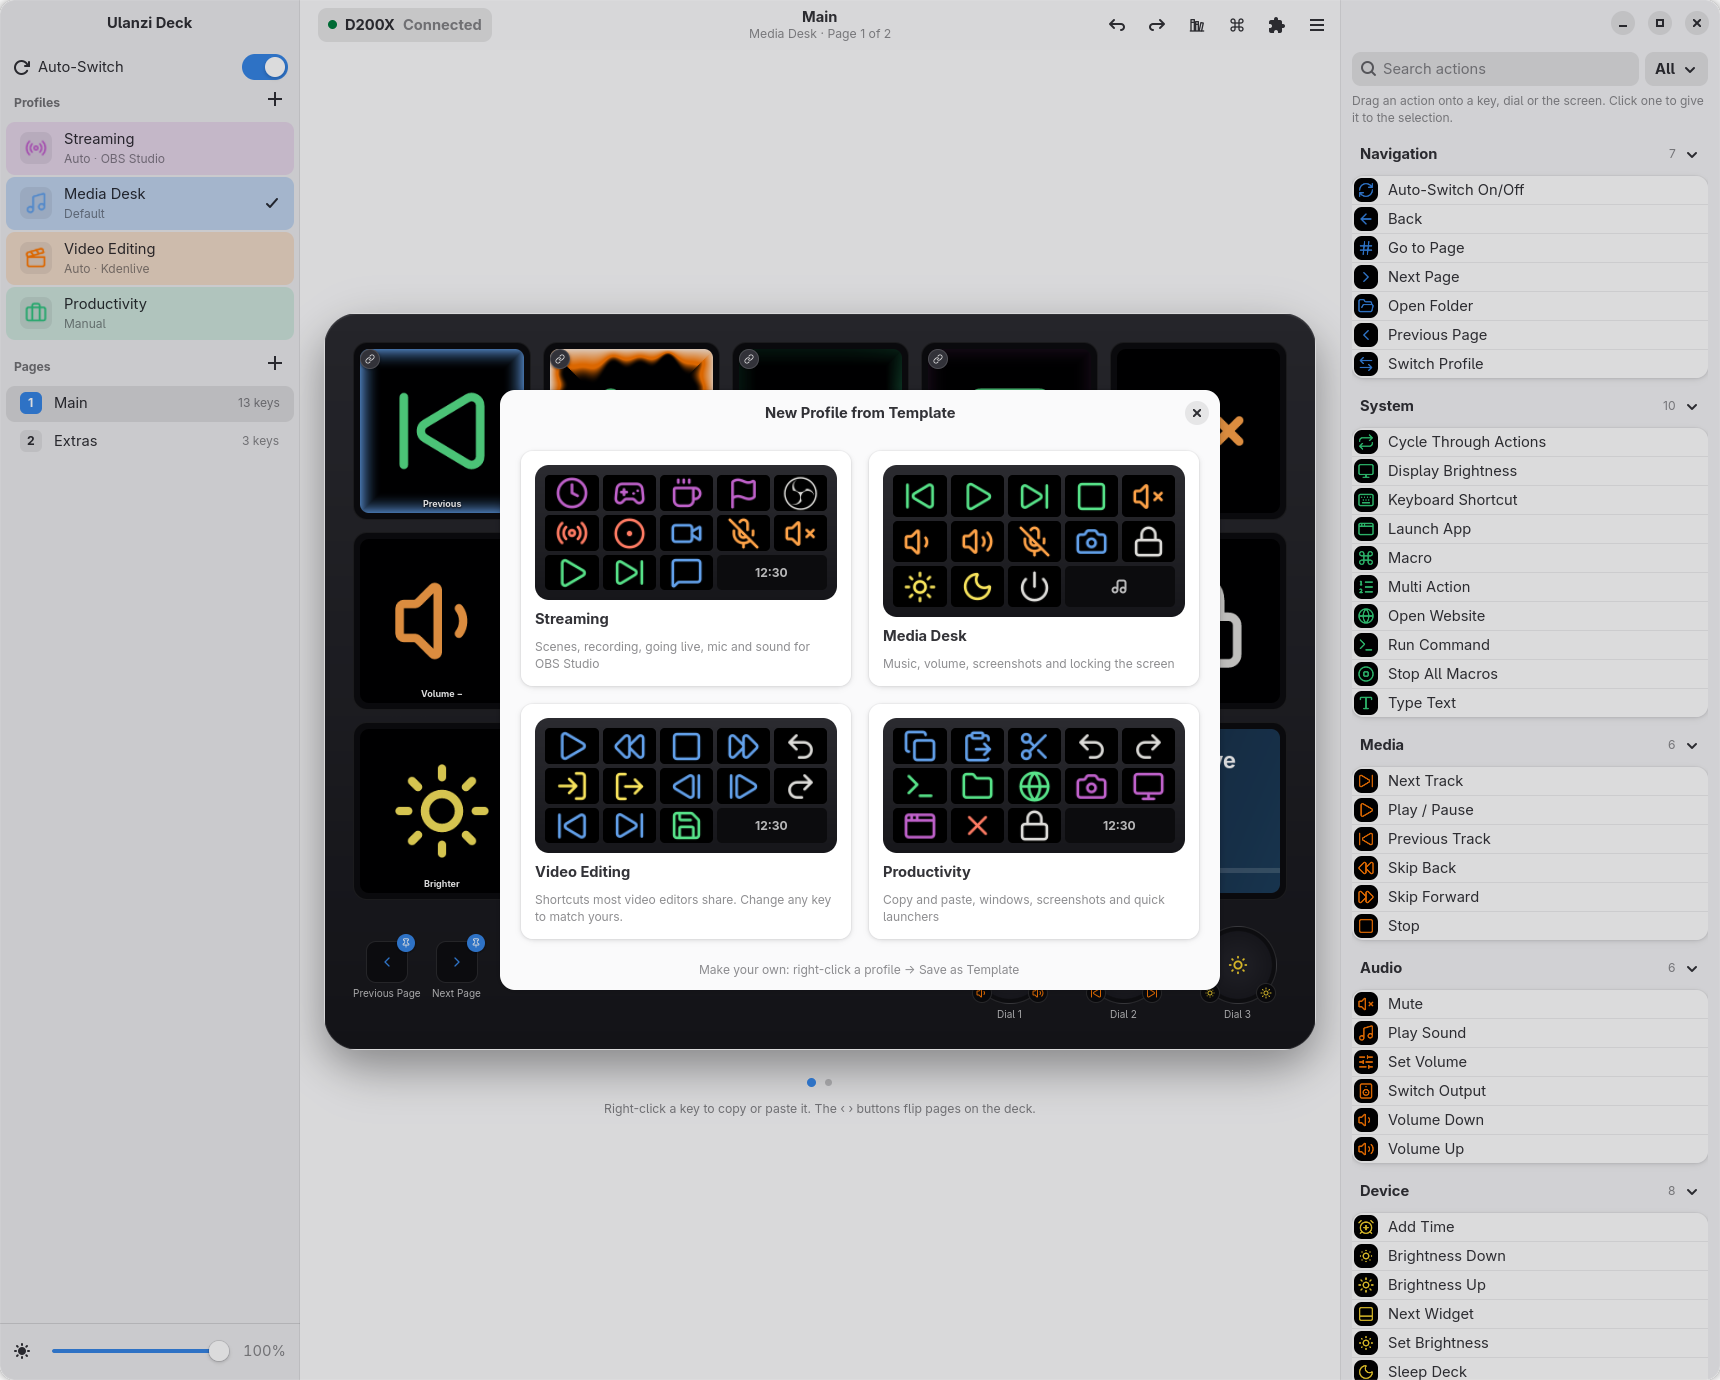 Ulanzi Deck
Auto-Switch
Profiles
Streaming
Auto · OBS Studio
Media Desk
Default
Video Editing
Auto · Kdenlive
Productivity
Manual
Pages
1 Main 13 keys
2 Extras 3 keys
100%
D200X Connected
Main
Media Desk · Page 1 of 2
Previous
Volume –
Brighter
Previous Page
Next Page
Dial 1
Dial 2
Dial 3
New Profile from Template
12:30
Streaming
Scenes, recording, going live, mic and sound for
OBS Studio
Media Desk
Music, volume, screenshots and locking the screen
12:30
Video Editing
Shortcuts most video editors share. Change any key
to match yours.
12:30
Productivity
Copy and paste, windows, screenshots and quick
launchers
Make your own: right-click a profile → Save as Template
Right-click a key to copy or paste it. The ‹ › buttons flip pages on the deck.
Search actions
All
Drag an action onto a key, dial or the screen. Click one to give
it to the selection.
Navigation 7
Auto-Switch On/Off
Back
Go to Page
Next Page
Open Folder
Previous Page
Switch Profile
System 10
Cycle Through Actions
Display Brightness
Keyboard Shortcut
Launch App
Macro
Multi Action
Open Website
Run Command
Stop All Macros
Type Text
Media 6
Next Track
Play / Pause
Previous Track
Skip Back
Skip Forward
Stop
Audio 6
Mute
Play Sound
Set Volume
Switch Output
Volume Down
Volume Up
Device 8
Add Time
Brightness Down
Brightness Up
Next Widget
Set Brightness
Sleep Deck